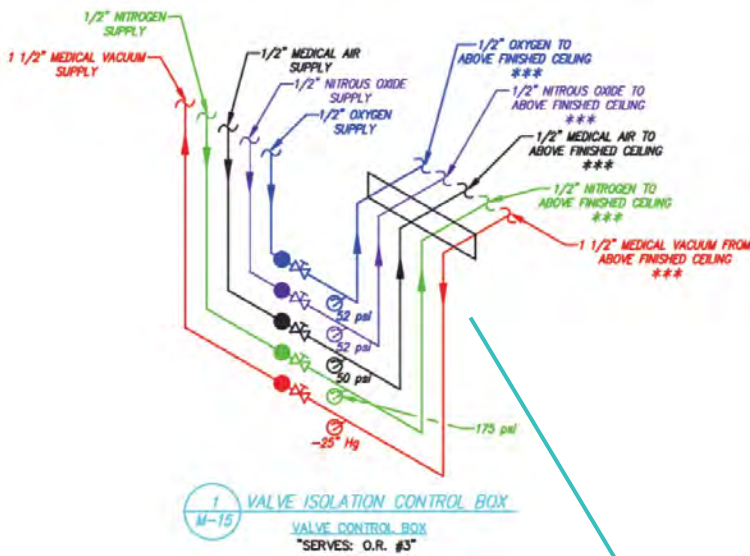 1/2" NITROGEN
SUPPLY
1 1/2" MEDICAL VACUUM
SUPPLY
1/2" MEDICAL AIR
SUPPLY
1/2" NITROUS OXIDE
SUPPLY
1/2" OXYGEN
SUPPLY
1/2" OXYGEN TO
ABOVE FINISHED CEILING
***
1/2" NITROUS OXIDE TO
ABOVE FINISHED CEILING
***
1/2" MEDICAL AIR TO
ABOVE FINISHED CEILING
***
1/2" NITROGEN TO
ABOVE FINISHED CEILING
***
1 1/2" MEDICAL VACUUM FROM
ABOVE FINISHED CEILING
***
52 psi
52 psi
50 psi
175 psi
-25" Hg
1
M-15
VALVE ISOLATION CONTROL BOX
VALVE CONTROL BOX
"SERVES: O.R. #3"